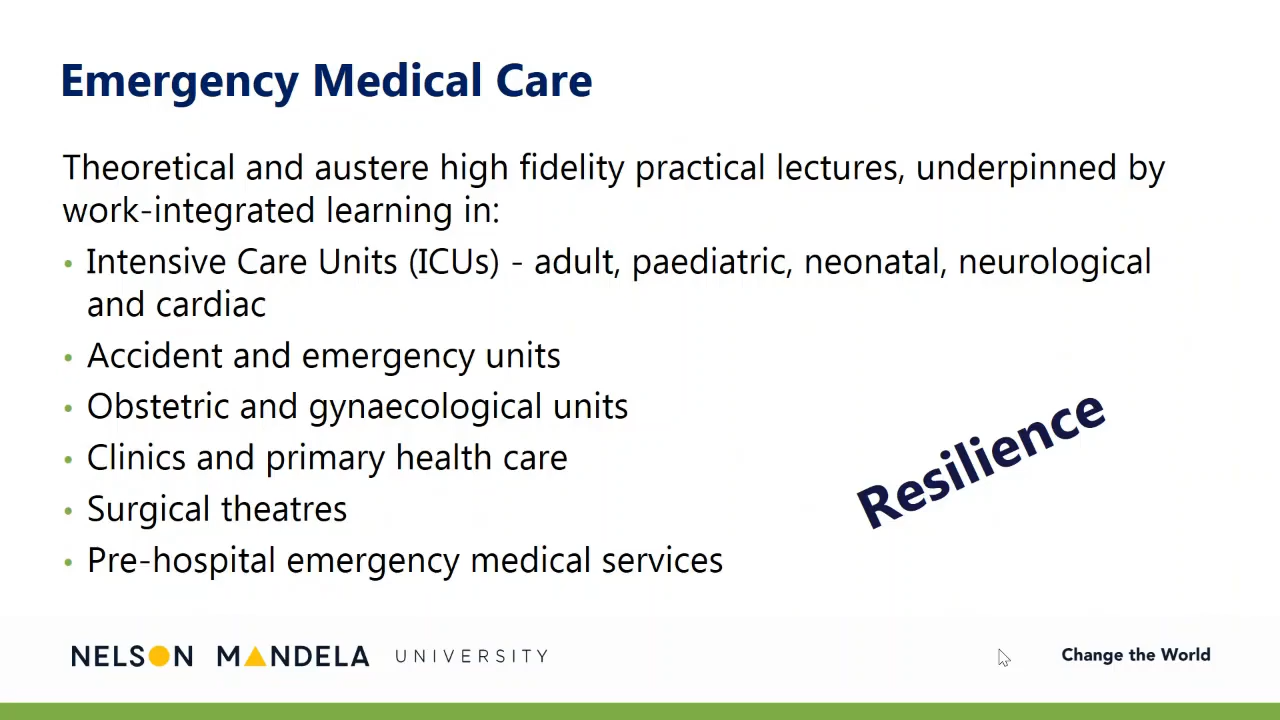 Emergency Medical Care
Theoretical and austere high fidelity practical lectures, underpinned by
work-integrated learning in:
• Intensive Care Units (ICUs) - adult, paediatric, neonatal, neurological
and cardiac
• Accident and emergency units
• Obstetric and gynaecological units
• Clinics and primary health care
• Surgical theatres
• Pre-hospital emergency medical services
Resilience
NELSON MANDELA UNIVERSITY
Change the World